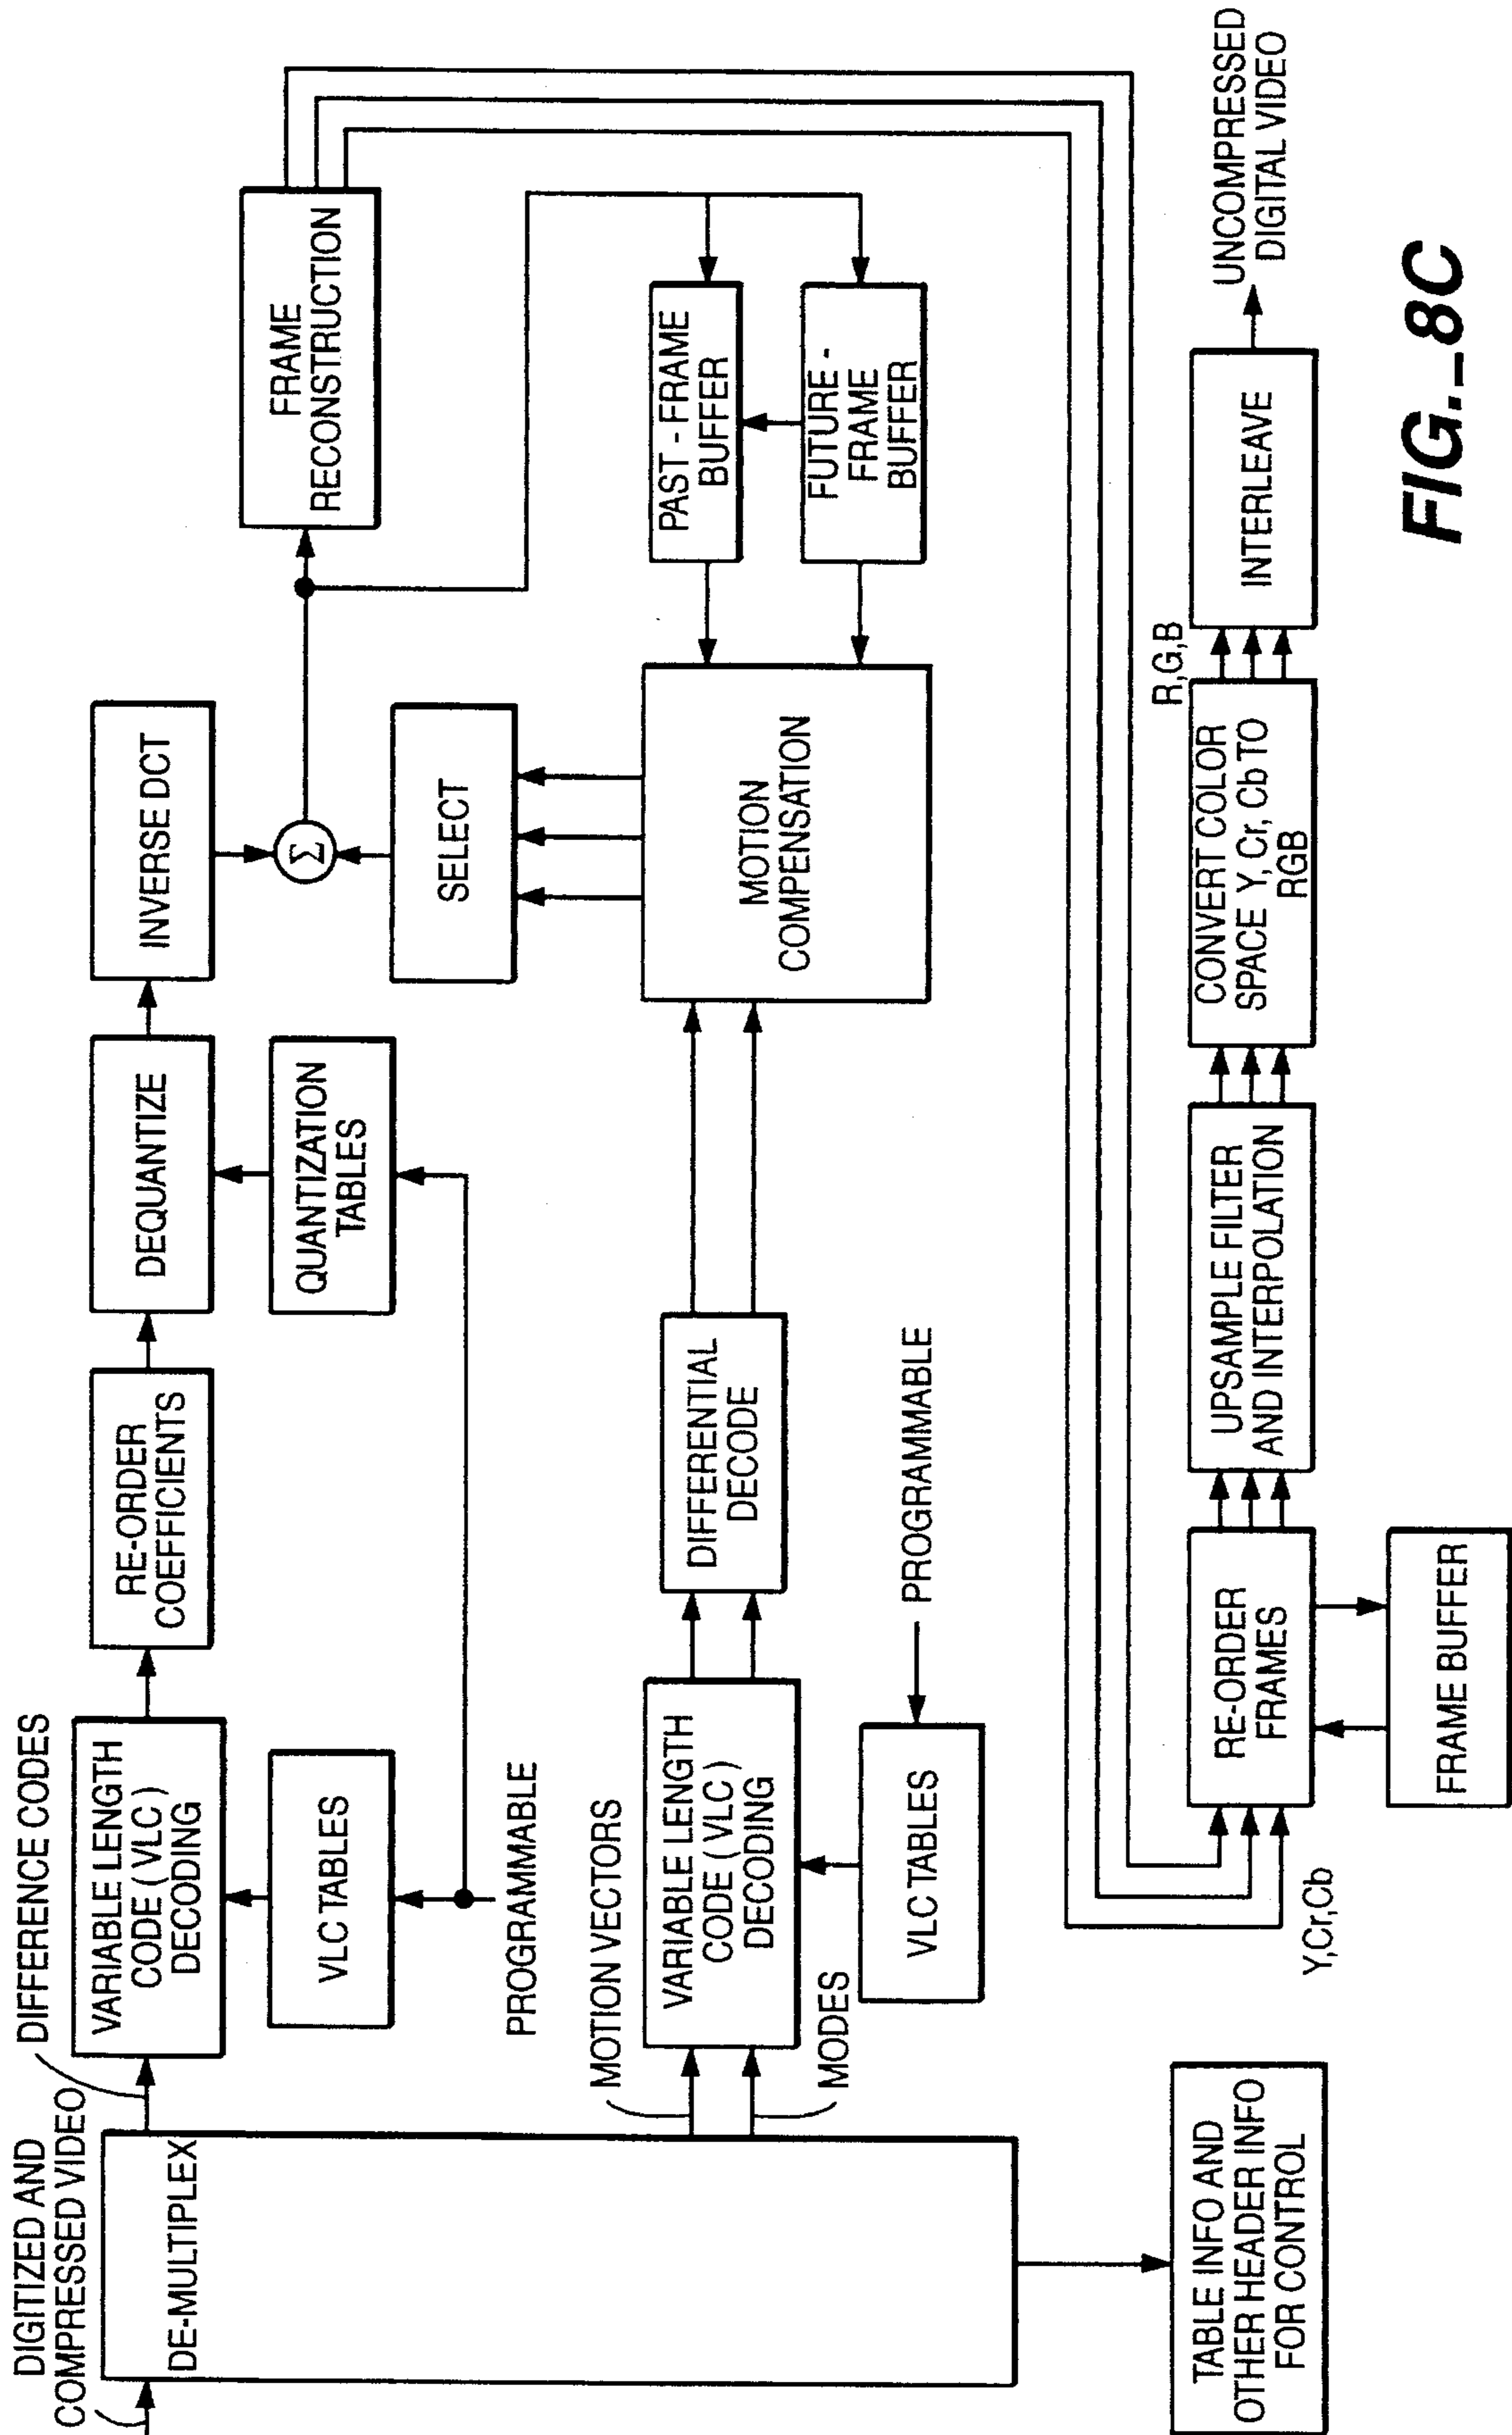 DIGITIZED AND
COMPRESSED VIDEO
DIFFERENCE CODES
DE-MULTIPLEX
VARIABLE LENGTH
CODE ( VLC )
DECODING
RE-ORDER
COEFFICIENTS
DEQUANTIZE
INVERSE DCT
VLC TABLES
QUANTIZATION
TABLES
PROGRAMMABLE
Σ
SELECT
FRAME
RECONSTRUCTION
MOTION VECTORS
MODES
VARIABLE LENGTH
CODE ( VLC )
DECODING
DIFFERENTIAL
DECODE
MOTION
COMPENSATION
PAST - FRAME
BUFFER
FUTURE -
FRAME
BUFFER
VLC TABLES
PROGRAMMABLE
TABLE INFO AND
OTHER HEADER INFO
FOR CONTROL
Y,Cr,Cb
RE-ORDER
FRAMES
FRAME BUFFER
UPSAMPLE FILTER
AND INTERPOLATION
CONVERT COLOR
SPACE Y, Cr, Cb TO
RGB
R,G,B
INTERLEAVE
UNCOMPRESSED
DIGITAL VIDEO
FIG._8C